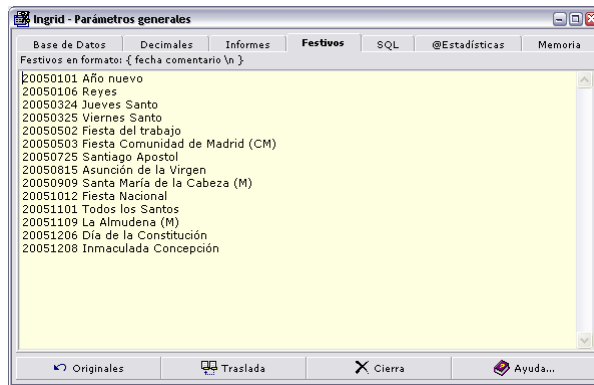 Ingrid - Parámetros generales
Base de Datos Decimales Informes Festivos SQL @Estadísticas Memoria
Festivos en formato: { fecha comentario \n }
20050101 Año nuevo
20050106 Reyes
20050324 Jueves Santo
20050325 Viernes Santo
20050502 Fiesta del trabajo
20050503 Fiesta Comunidad de Madrid (CM)
20050725 Santiago Apostol
20050815 Asunción de la Virgen
20050909 Santa María de la Cabeza (M)
20051012 Fiesta Nacional
20051101 Todos los Santos
20051109 La Almudena (M)
20051206 Día de la Constitución
20051208 Inmaculada Concepción
Originales Traslada Cierra Ayuda...